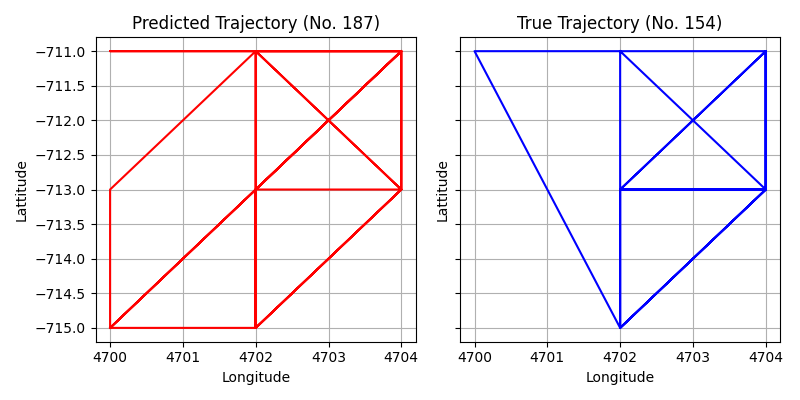 Predicted Trajectory (No. 187)
True Trajectory (No. 154)
−711.0
−711.5
−712.0
−712.5
−713.0
−713.5
−714.0
−714.5
−715.0
Lattitude
Lattitude
4700 4701 4702 4703 4704
4700 4701 4702 4703 4704
Longitude
Longitude